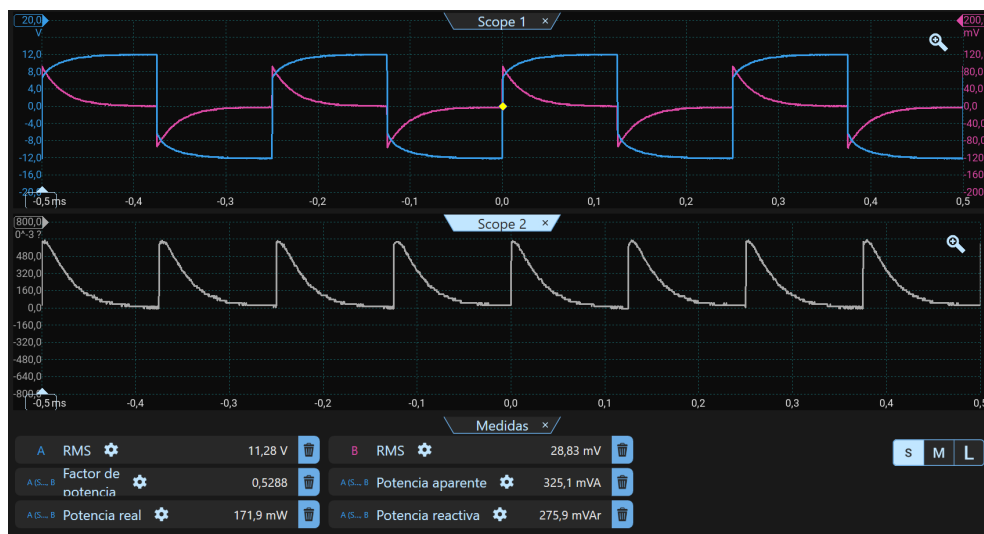 Scope 1 ×
20,0 200,
V mV
12,0 120,
8,0 80,0
4,0 40,0
0,0 0,0
-4,0 -40,0
-8,0 -80,0
-12,0 -120,
-16,0 -160,
-20,0 -200
-0,5 ms -0,4 -0,3 -0,2 -0,1 0,0 0,1 0,2 0,3 0,4 0,5
Scope 2 ×
800,0
0^-3 ?
480,0
320,0
160,0
0,0
-160,0
-320,0
-480,0
-640,0
-800,0
-0,5 ms -0,4 -0,3 -0,2 -0,1 0,0 0,1 0,2 0,3 0,4 0,5
Medidas ×
A RMS 11,28 V B RMS 28,83 mV S M L
A (S... B Factor de potencia 0,5288 A (S... B Potencia aparente 325,1 mVA
A (S... B Potencia real 171,9 mW A (S... B Potencia reactiva 275,9 mVAr